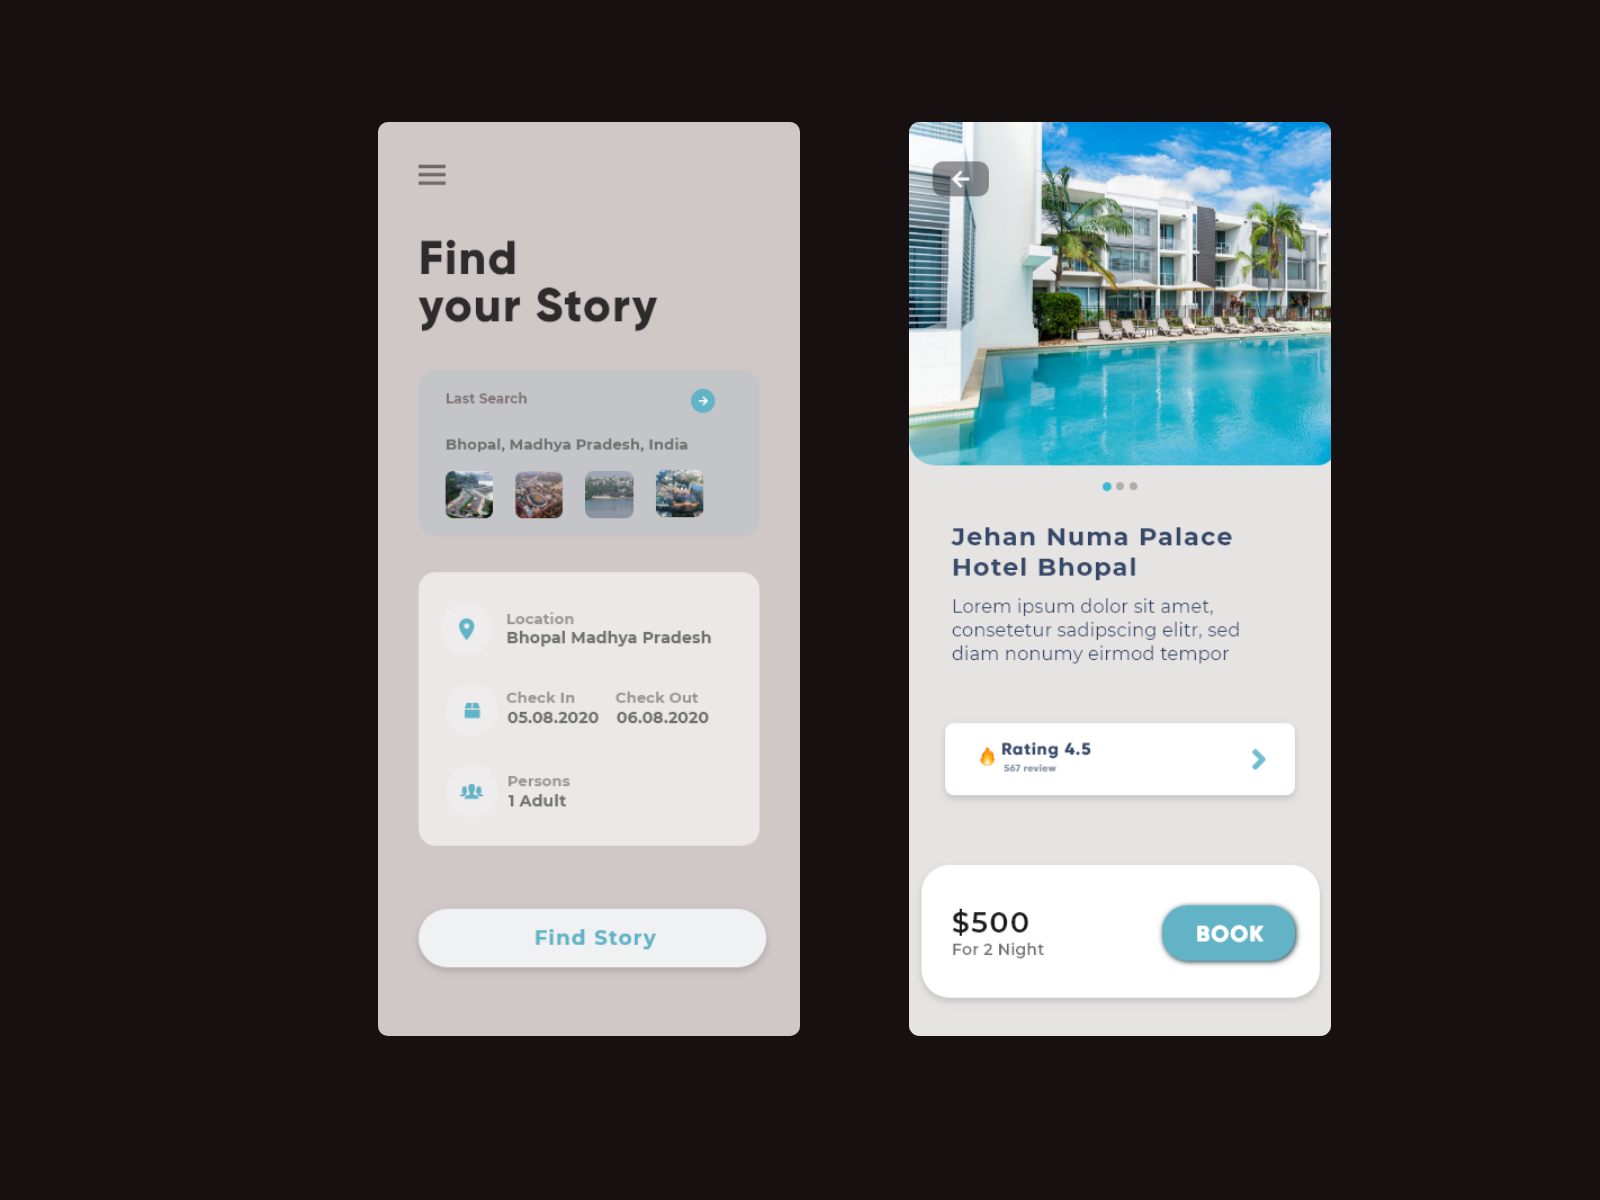 Find
your Story
Last Search
Bhopal, Madhya Pradesh, India
Location
Bhopal Madhya Pradesh
Check In
Check Out
05.08.2020
06.08.2020
Persons
1 Adult
Find Story
Jehan Numa Palace
Hotel Bhopal
Lorem ipsum dolor sit amet,
consetetur sadipscing elitr, sed
diam nonumy eirmod tempor
Rating 4.5
567 review
$500
For 2 Night
BOOK